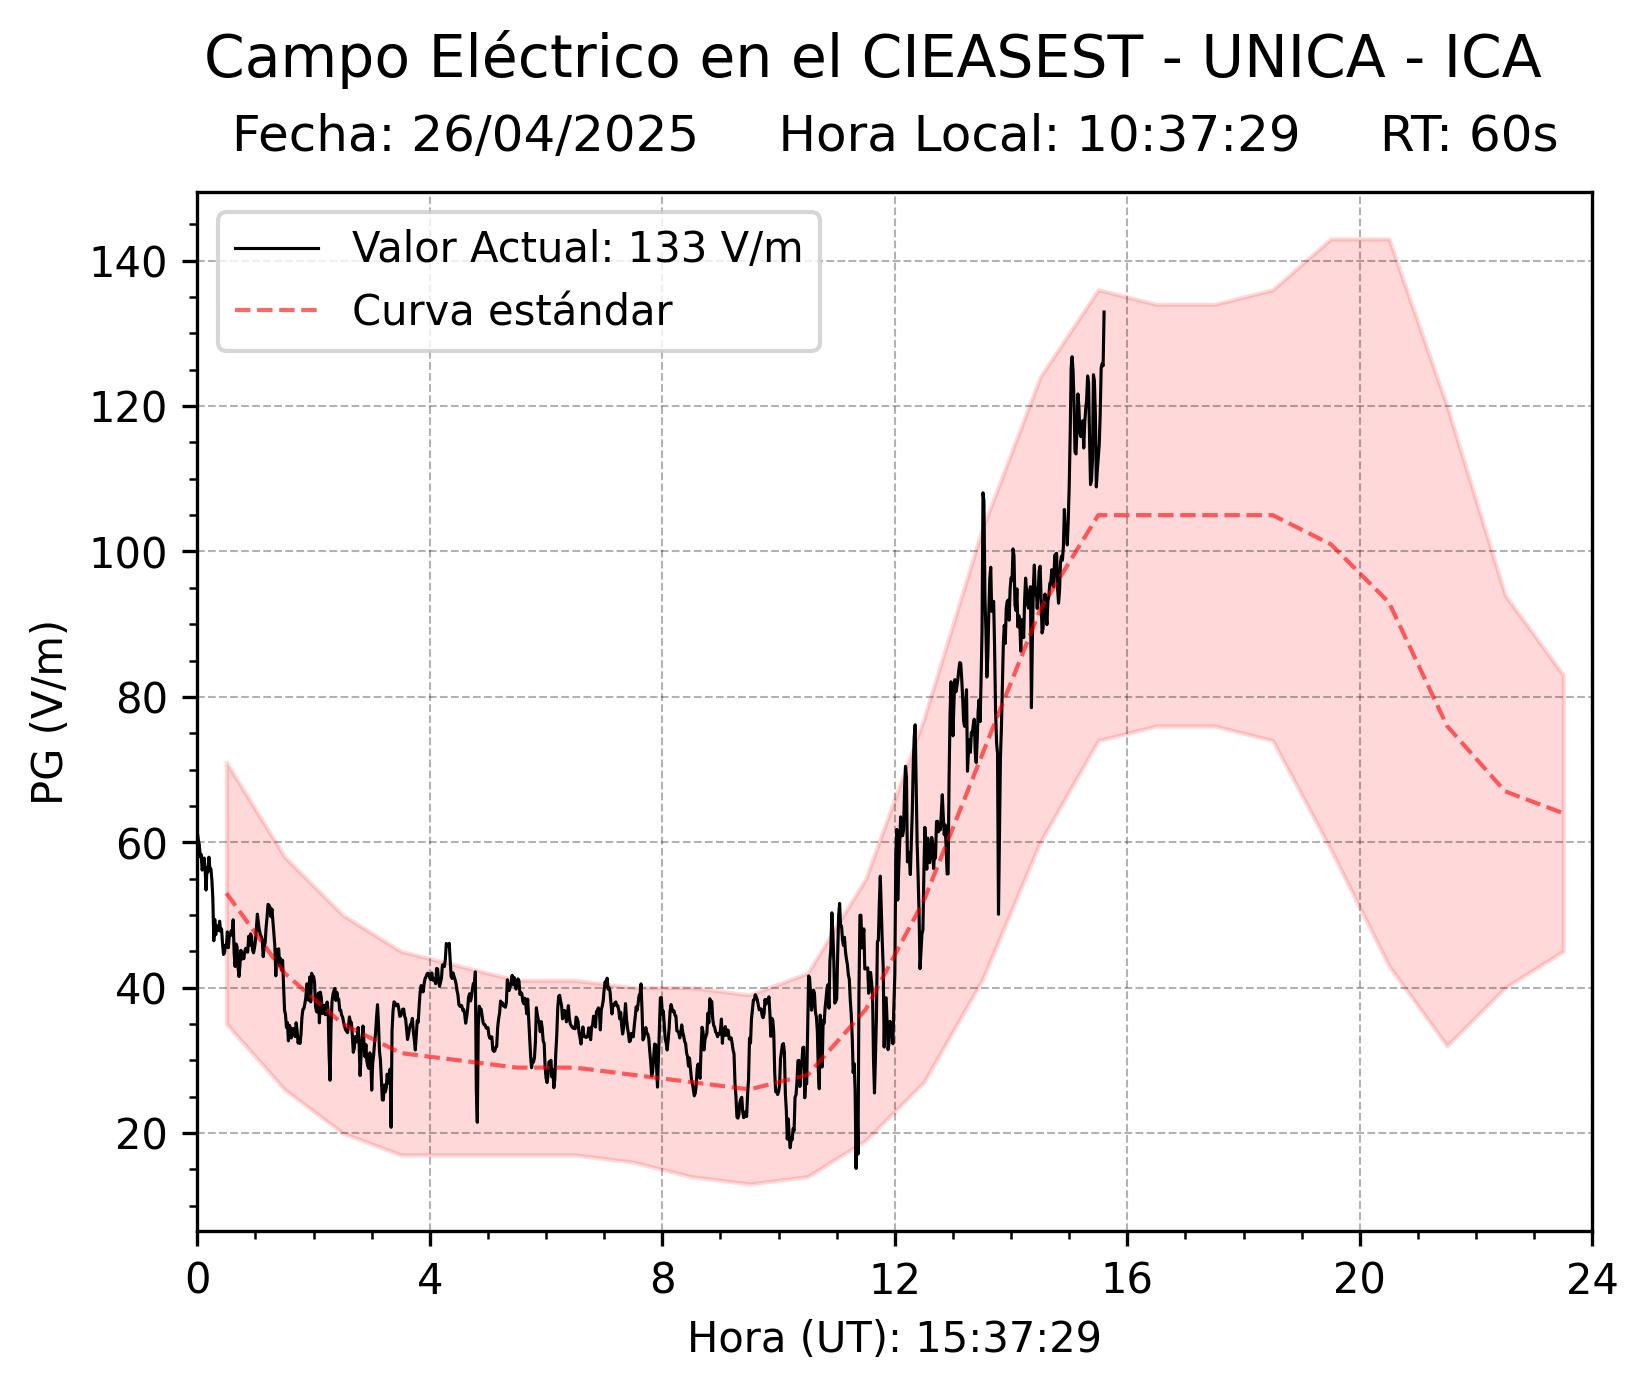 Campo Eléctrico en el CIEASEST - UNICA - ICA
Fecha: 26/04/2025 Hora Local: 10:37:29 RT: 60s
Valor Actual: 133 V/m
Curva estándar
PG (V/m)
140
120
100
80
60
40
20
0 4 8 12 16 20 24
Hora (UT): 15:37:29